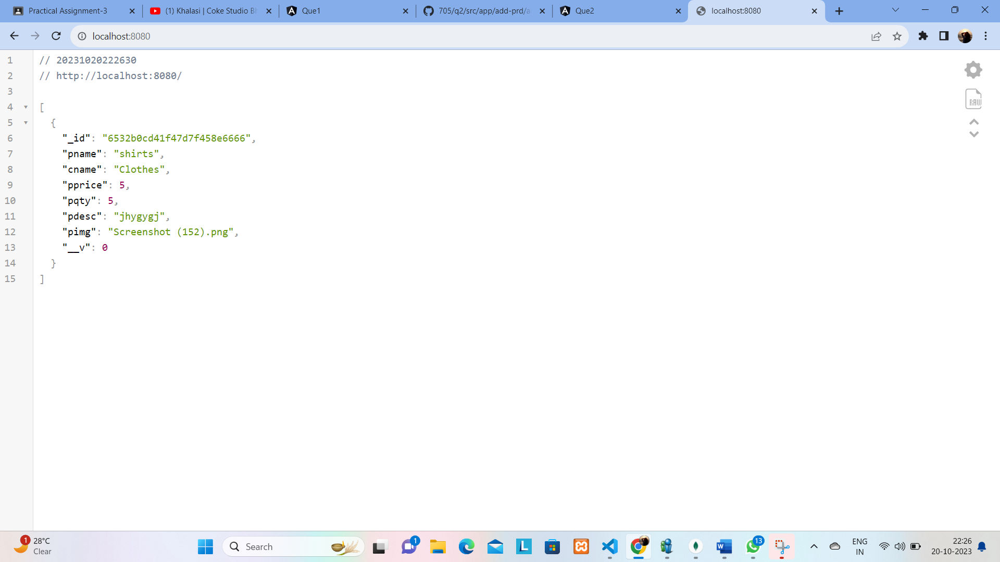 Practical Assignment-3
(1) Khalasi | Coke Studio Bh
Que1
705/q2/src/app/add-prd/a
Que2
localhost:8080
localhost:8080
1 // 20231020222630
2 // http://localhost:8080/
3
4 [
5 {
6 "_id": "6532b0cd41f47d7f458e6666",
7 "pname": "shirts",
8 "cname": "Clothes",
9 "pprice": 5,
10 "pqty": 5,
11 "pdesc": "jhygygj",
12 "pimg": "Screenshot (152).png",
13 "__v": 0
14 }
15 ]
RAW
1
28°C
Clear
Search
1
L
W
13
ENG
IN
22:26
20-10-2023